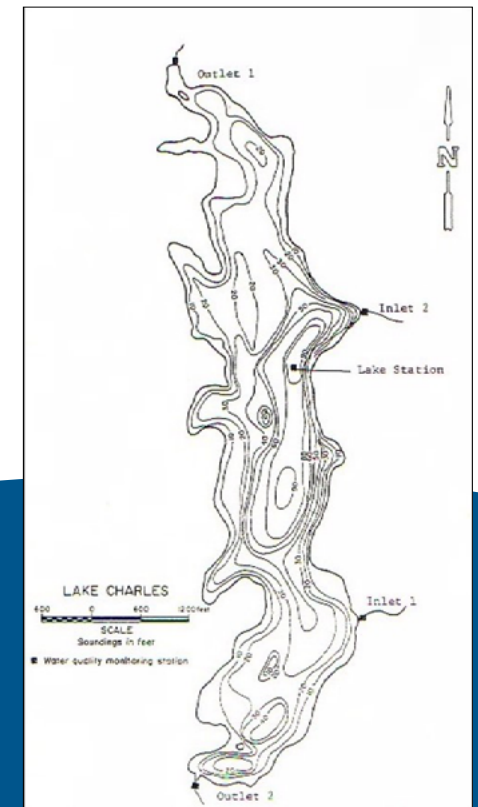 Outlet 1
N
Inlet 2
Lake Station
LAKE CHARLES
600 0 600 1200 feet
SCALE
Soundings in feet
Water quality monitoring station
Inlet 1
Outlet 2